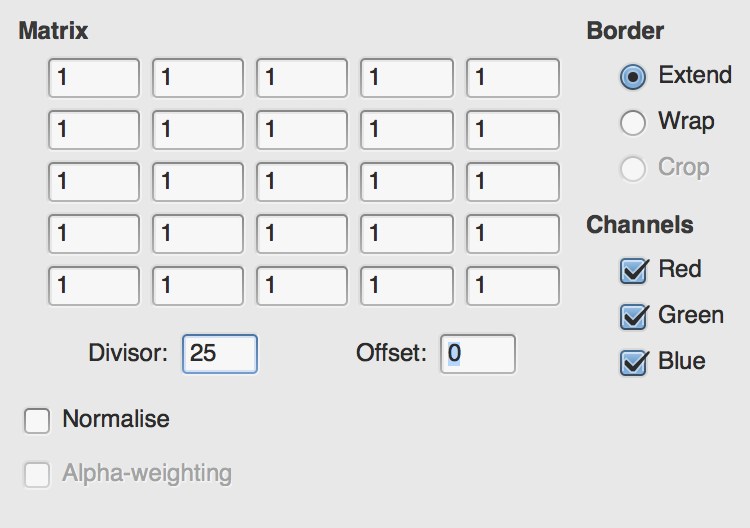 Matrix
1 1 1 1 1
1 1 1 1 1
1 1 1 1 1
1 1 1 1 1
1 1 1 1 1
Divisor: 25 Offset: 0
Normalise
Alpha-weighting
Border
Extend
Wrap
Crop
Channels
Red
Green
Blue